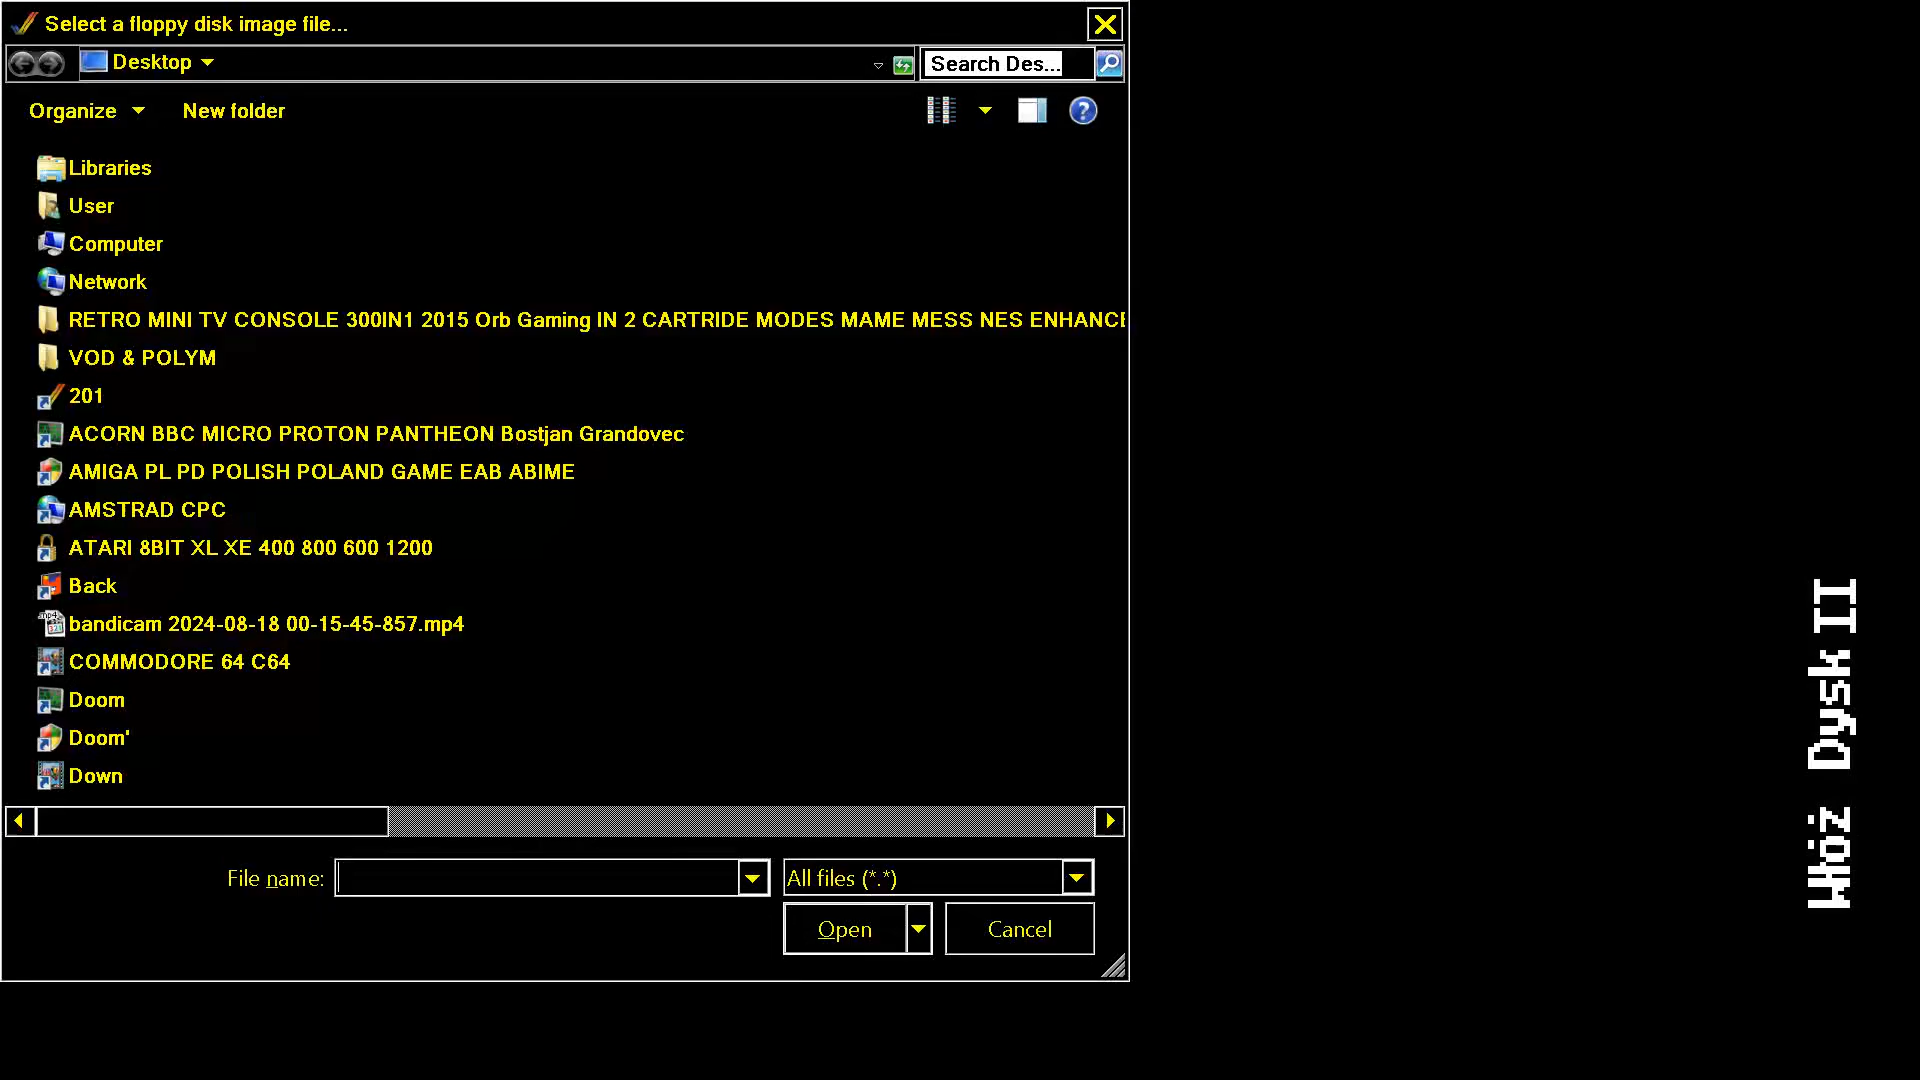 Select a floppy disk image file...
Desktop
Search Des...
Organize
New folder
Libraries
User
Computer
Network
RETRO MINI TV CONSOLE 300IN1 2015 Orb Gaming IN 2 CARTRIDE MODES MAME MESS NES ENHANCE
VOD & POLYM
201
ACORN BBC MICRO PROTON PANTHEON Bostjan Grandovec
AMIGA PL PD POLISH POLAND GAME EAB ABIME
AMSTRAD CPC
ATARI 8BIT XL XE 400 800 600 1200
Back
bandicam 2024-08-18 00-15-45-857.mp4
COMMODORE 64 C64
Doom
Doom'
Down
File name:
All files (*.*)
Open
Cancel
Włóż Dysk II